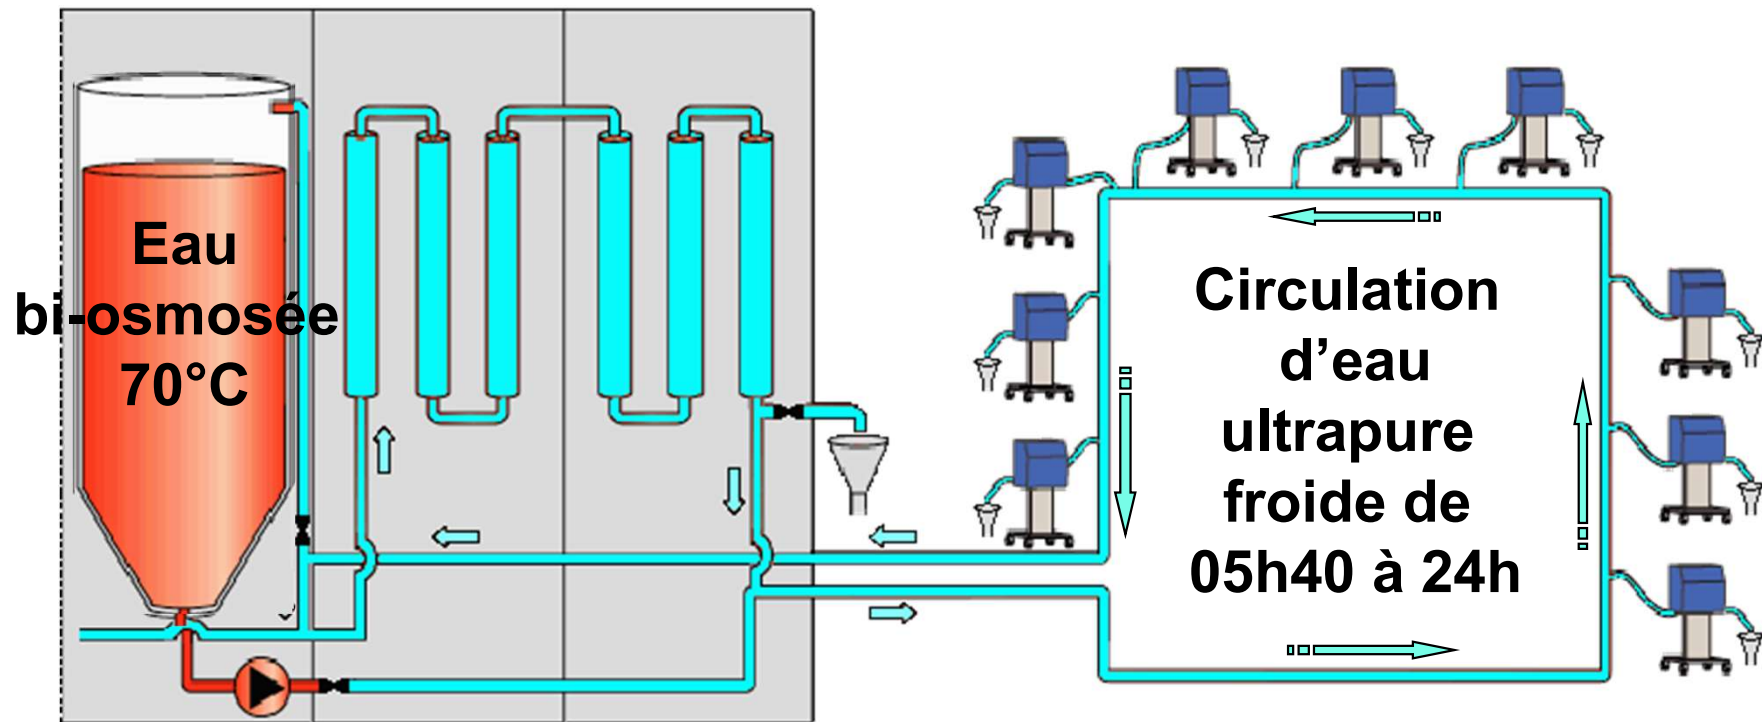 Eau
bi-osmosée
70°C
Circulation
d’eau
ultrapure
froide de
05h40 à 24h